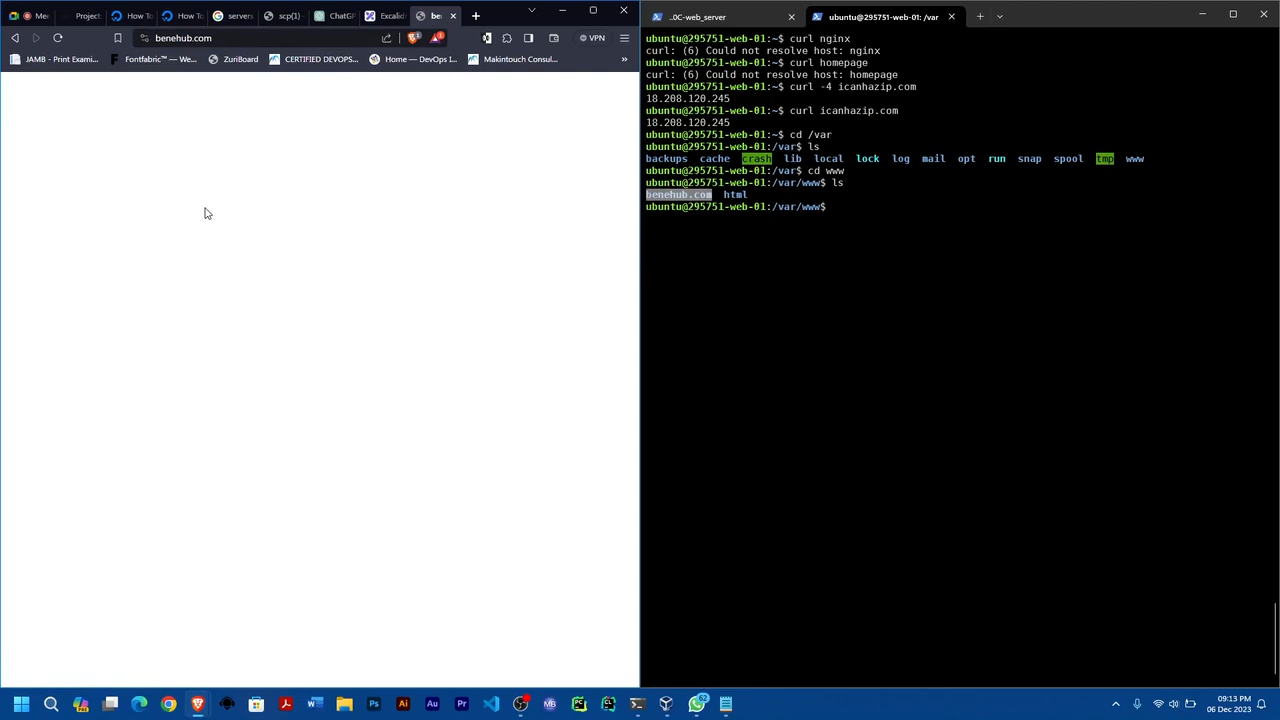 Mee Project How To How To servers scp(1) ChatGP Excalid ben
benehub.com
1 1 VPN
JAMB - Print Exami... Fontfabric™ — We... ZuriBoard CERTIFIED DEVOPS... Home — DevOps I... Makintouch Consul... »
..0C-web_server ubuntu@295751-web-01: /var
ubuntu@295751-web-01:~$ curl nginx
curl: (6) Could not resolve host: nginx
ubuntu@295751-web-01:~$ curl homepage
curl: (6) Could not resolve host: homepage
ubuntu@295751-web-01:~$ curl -4 icanhazip.com
18.208.120.245
ubuntu@295751-web-01:~$ curl icanhazip.com
18.208.120.245
ubuntu@295751-web-01:~$ cd /var
ubuntu@295751-web-01:/var$ ls
backups cache crash lib local lock log mail opt run snap spool tmp www
ubuntu@295751-web-01:/var$ cd www
ubuntu@295751-web-01:/var/www$ ls
benehub.com html
ubuntu@295751-web-01:/var/www$
62
09:13 PM
06 Dec 2023